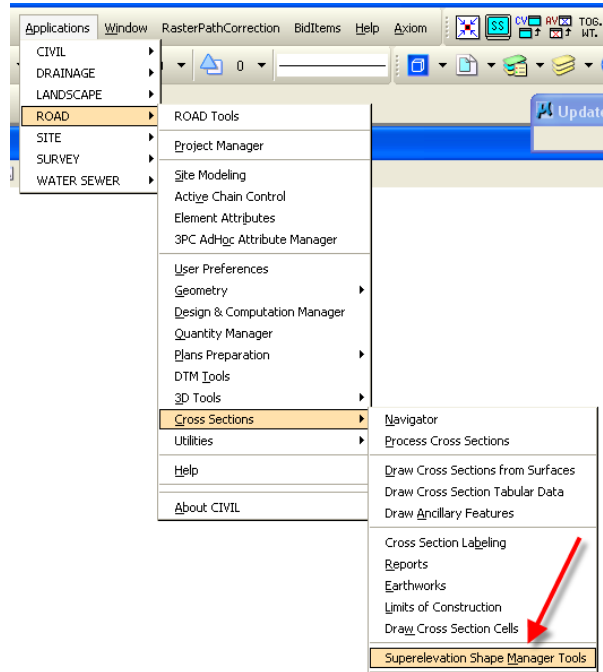 Applications Window RasterPathCorrection BidItems Help Axiom SS CV AV TOG.
WT.
0
CIVIL
DRAINAGE
LANDSCAPE
ROAD
SITE
SURVEY
WATER SEWER
Update
ROAD Tools
Project Manager
Site Modeling
Active Chain Control
Element Attributes
3PC AdHoc Attribute Manager
User Preferences
Geometry
Design & Computation Manager
Quantity Manager
Plans Preparation
DTM Tools
3D Tools
Cross Sections
Utilities
Help
About CIVIL
Navigator
Process Cross Sections
Draw Cross Sections from Surfaces
Draw Cross Section Tabular Data
Draw Ancillary Features
Cross Section Labeling
Reports
Earthworks
Limits of Construction
Draw Cross Section Cells
Superelevation Shape Manager Tools